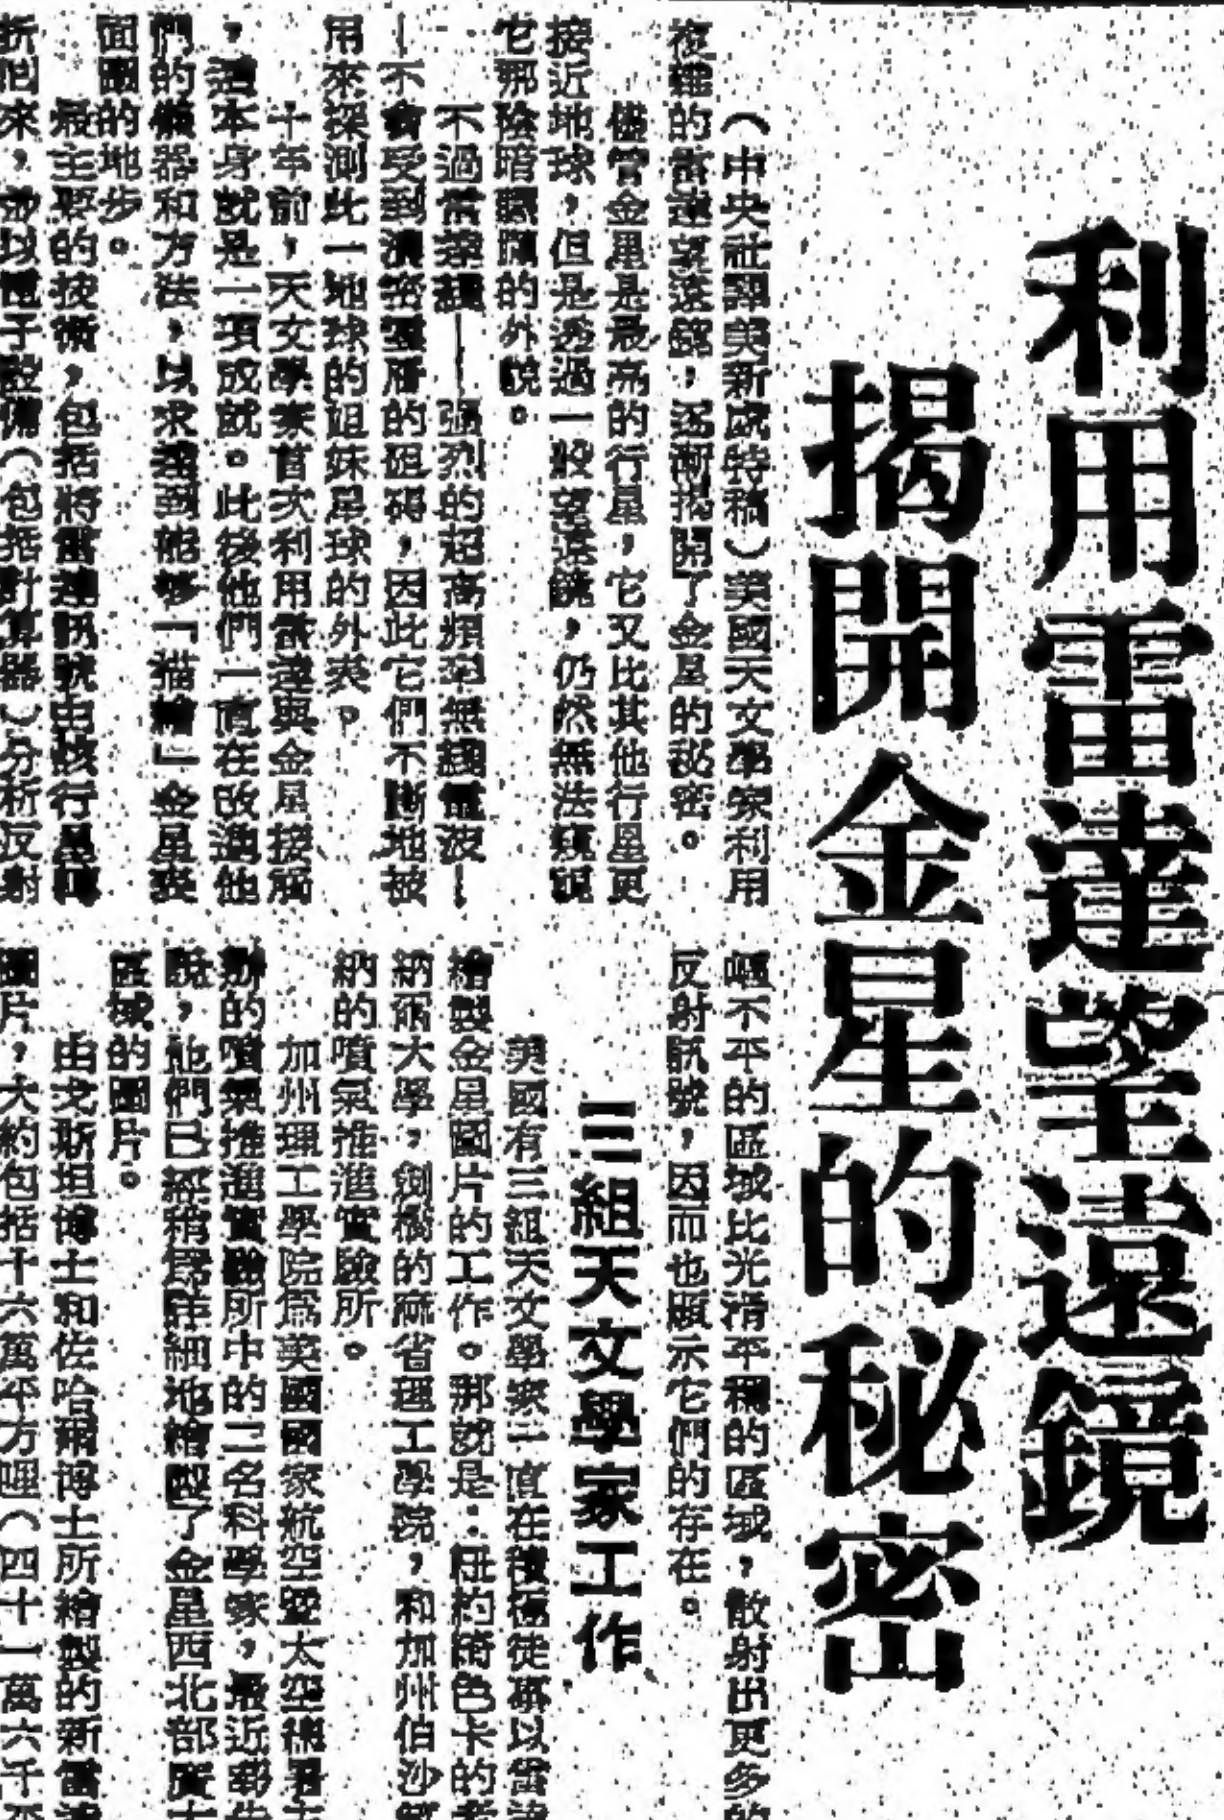 利用雷達望遠鏡
揭開金星的秘密
（中央社譯美新處特稿）美國天文學家利用
複雜的雷達望遠鏡，逐漸揭開了金星的秘密。
儘管金星是最亮的行星，它又比其他行星更
接近地球，但是透過一般望遠鏡，仍然無法窺視
它那陰暗朦朧的外貌。
不過雷達訊——強烈的超高頻率無綫電波—
—不會受到濃密雲層的阻碍，因此它們不斷地被
用來探測此一地球的姐妹星球的外表。
十年前，天文學家首次利用雷達與金星接觸
，這本身就是一項成就。此後他們一直在改進他
們的儀器和方法，以求達到能够「描繪」金星表
面圖的地步。
最主要的技術，包括將雷達訊號由該行星
折回來，並以電子設備（包括計算器）分析反射
嶇不平的區域比光滑平穩的區域，散射出更多的
反射訊號，因而也顯示它們的存在。
三組天文學家工作
美國有三組天文學家一直在積極從事以雷達
繪製金星圖片的工作。那就是：紐約綺色卡的
納爾大學，劍橋的麻省理工學院，和加州伯沙
納的噴氣推進實驗所。
加州理工學院爲美國國家航空暨太空總署主
辦的噴氣推進實驗所中的二名科學家，最近報告
說，他們已經稍爲詳細地繪製了金星西北部廣大
區域的圖片。
由戈斯坦博士和佐哈爾博士所繪製的新雷達
圖片，大約包括十六萬平方哩（四十一萬六千平